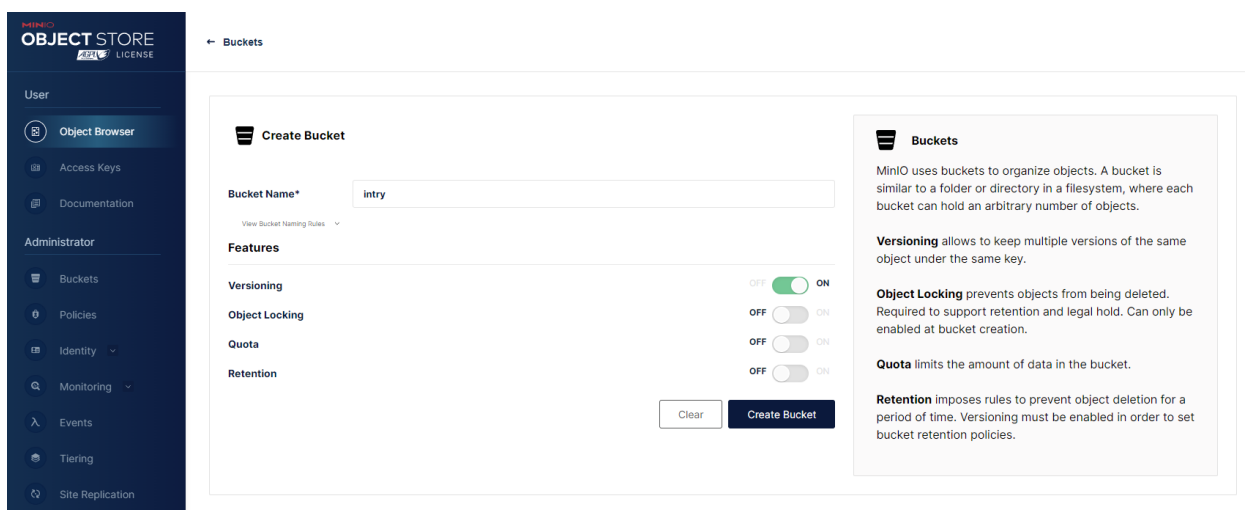 MINIO
OBJECT STORE
AGPLv3 LICENSE
User
Object Browser
Access Keys
Documentation
Administrator
Buckets
Policies
Identity
Monitoring
Events
Tiering
Site Replication
← Buckets
Create Bucket
Bucket Name* intry
View Bucket Naming Rules
Features
Versioning OFF ON
Object Locking OFF ON
Quota OFF ON
Retention OFF ON
Clear Create Bucket
Buckets
MinIO uses buckets to organize objects. A bucket is
similar to a folder or directory in a filesystem, where each
bucket can hold an arbitrary number of objects.
Versioning allows to keep multiple versions of the same
object under the same key.
Object Locking prevents objects from being deleted.
Required to support retention and legal hold. Can only be
enabled at bucket creation.
Quota limits the amount of data in the bucket.
Retention imposes rules to prevent object deletion for a
period of time. Versioning must be enabled in order to set
bucket retention policies.